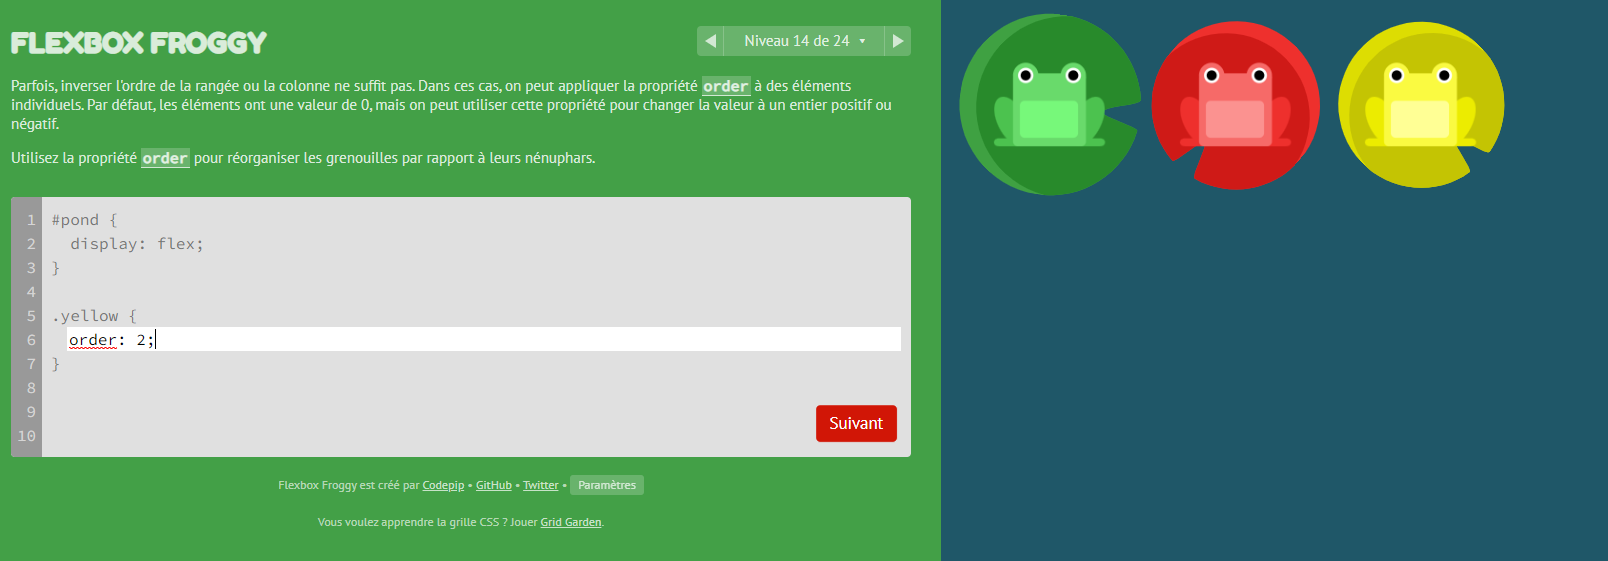 FLEXBOX FROGGY
Niveau 14 de 24
Parfois, inverser l'ordre de la rangée ou la colonne ne suffit pas. Dans ces cas, on peut appliquer la propriété order à des éléments
individuels. Par défaut, les éléments ont une valeur de 0, mais on peut utiliser cette propriété pour changer la valeur à un entier positif ou
négatif.
Utilisez la propriété order pour réorganiser les grenouilles par rapport à leurs nénuphars.
1 #pond {
2 display: flex;
3 }
4
5 .yellow {
6 order: 2;
7 }
8
9
10
Suivant
Flexbox Froggy est créé par Codepip • GitHub • Twitter • Paramètres
Vous voulez apprendre la grille CSS ? Jouer Grid Garden.